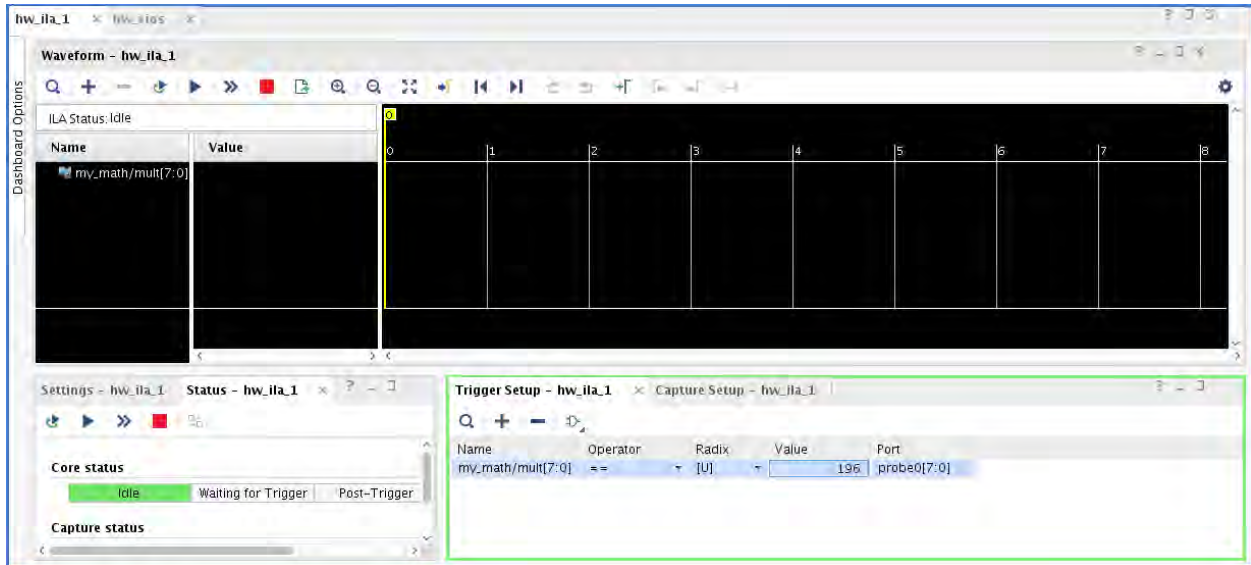 hw_ila_1 × hw_vios ×
Dashboard Options
Waveform - hw_ila_1
ILA Status: Idle
Name Value
my_math/mult[7:0]
0
0 1 2 3 4 5 6 7 8
Settings - hw_ila_1 Status - hw_ila_1 × ? _
Core status
Idle Waiting for Trigger Post-Trigger
Capture status
Trigger Setup - hw_ila_1 × Capture Setup - hw_ila_1
Name Operator Radix Value Port
my_math/mult[7:0] == [U] 196 probe0[7:0]